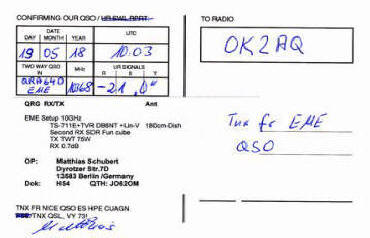 CONFIRMING OUR QSO / UR SWL RPRT.
TO RADIO
DATE
UTC
DAY MONTH YEAR
19 05 18 10.03
OK2AQ
TWO WAY QSO IN MHz UR SIGNALS
R S T
QRA64D EME 10368 -21 "O"
QRG RX/TX Ant
EME Setup 10GHz
TS-711E+TVR DB6NT +Lin-V 180cm-Dish
Second RX SDR Fun cube
TX TWT 75W
RX 0.7dB
Tnx fr EME
QSO
OP: Matthias Schubert
Dyrotzer Str.7D
13583 Berlin /Germany
Dok: H54 QTH: JO62OM
TNX FR NICE QSO ES HPE CUAGN
TNX QSL, VY 73!
Matthias